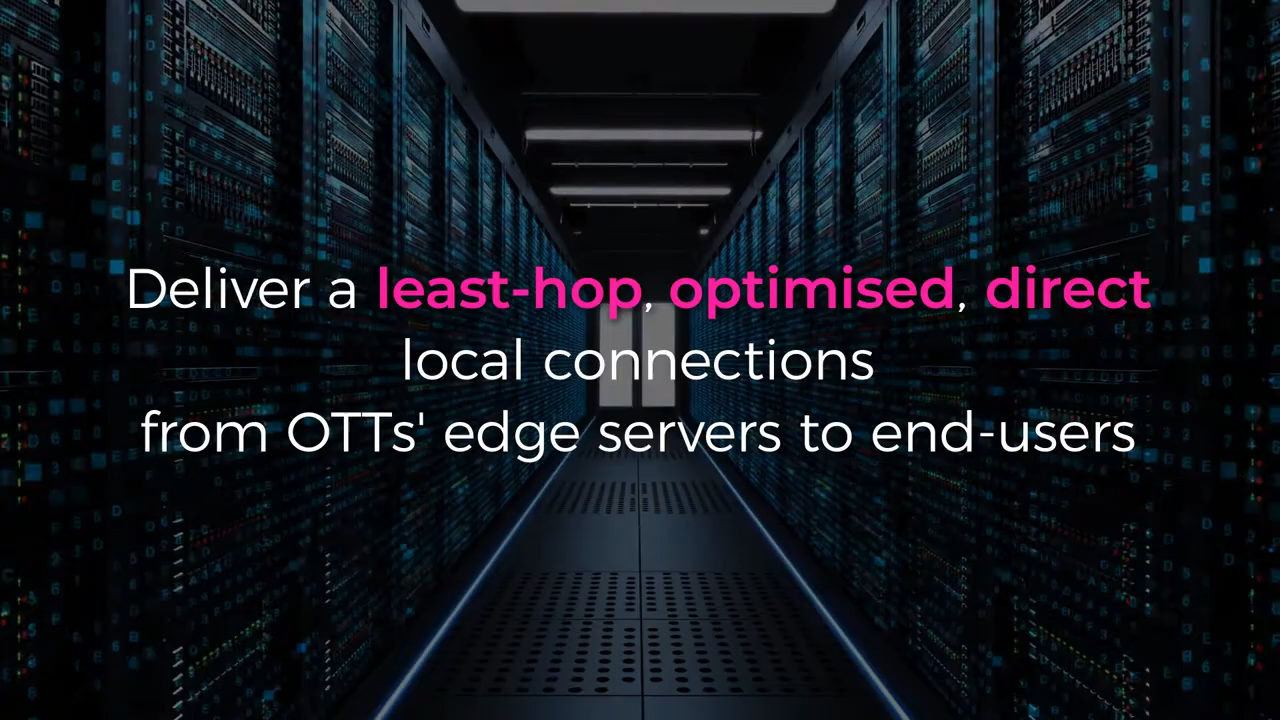 Deliver a least-hop, optimised, direct
local connections
from OTTs' edge servers to end-users